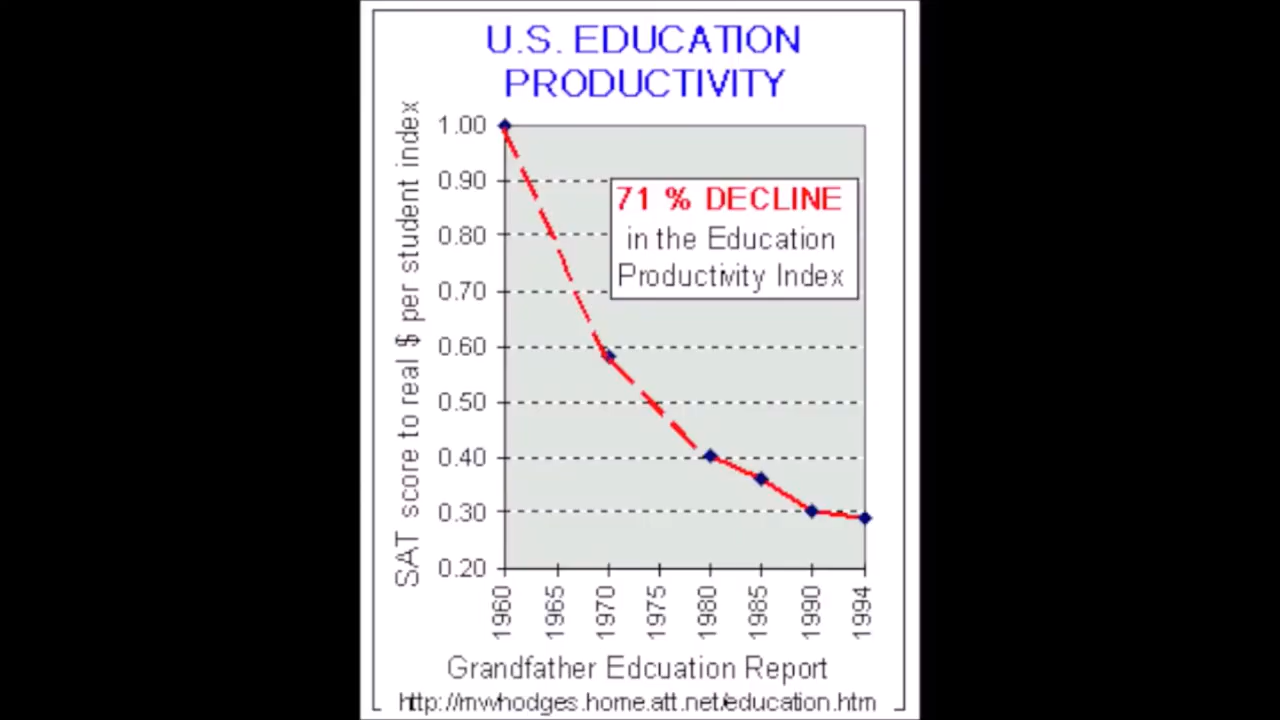 U.S. EDUCATION
PRODUCTIVITY
SAT score to real $ per student index
1.00
0.90
0.80
0.70
0.60
0.50
0.40
0.30
0.20
71 % DECLINE
in the Education
Productivity Index
1960
1965
1970
1975
1980
1985
1990
1994
Grandfather Edcuation Report
http://mwhodges.home.att.net/education.htm